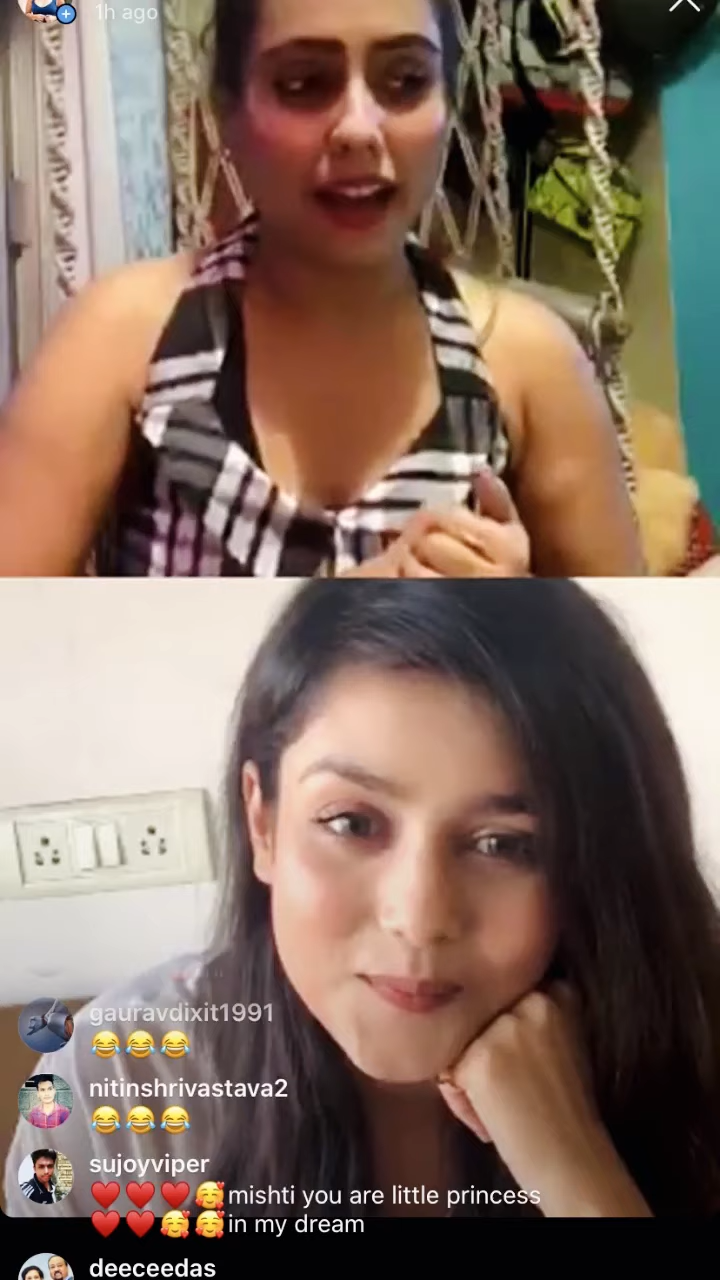 1h ago
gauravdixit1991
😂😂😂
nitinshrivastava2
😂😂😂
sujoyviper
❤️❤️❤️🥰mishti you are little princess
❤️❤️🥰🥰in my dream
deeceedas